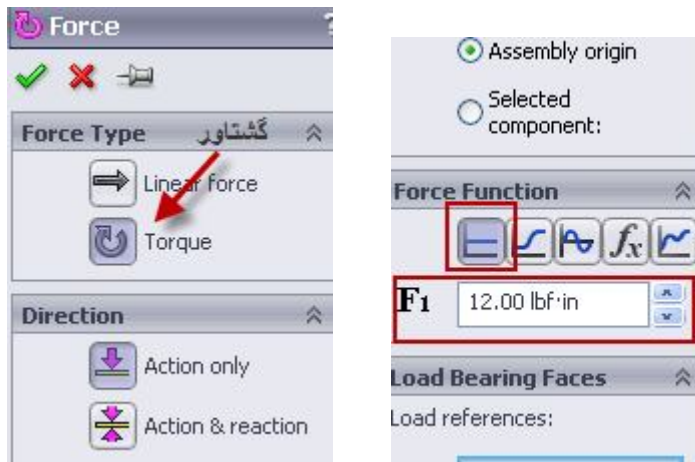 Force
?
Force Type گشتاور
Linear force
Torque
Direction
Action only
Action & reaction
Assembly origin
Selected
component:
Force Function
fx
F1 12.00 lbf·in
Load Bearing Faces
Load references: